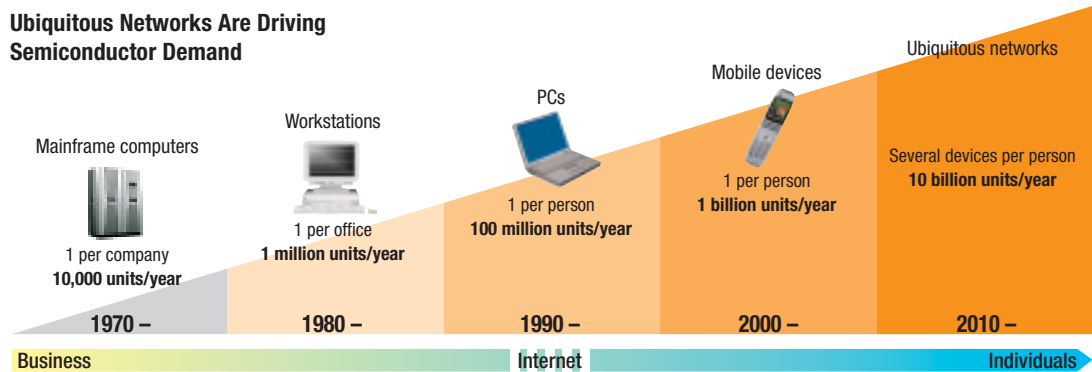 Ubiquitous Networks Are Driving
Semiconductor Demand
Mainframe computers
1 per company
10,000 units/year
1970 –
Workstations
1 per office
1 million units/year
1980 –
PCs
1 per person
100 million units/year
1990 –
Mobile devices
1 per person
1 billion units/year
2000 –
Ubiquitous networks
Several devices per person
10 billion units/year
2010 –
Business
Internet
Individuals